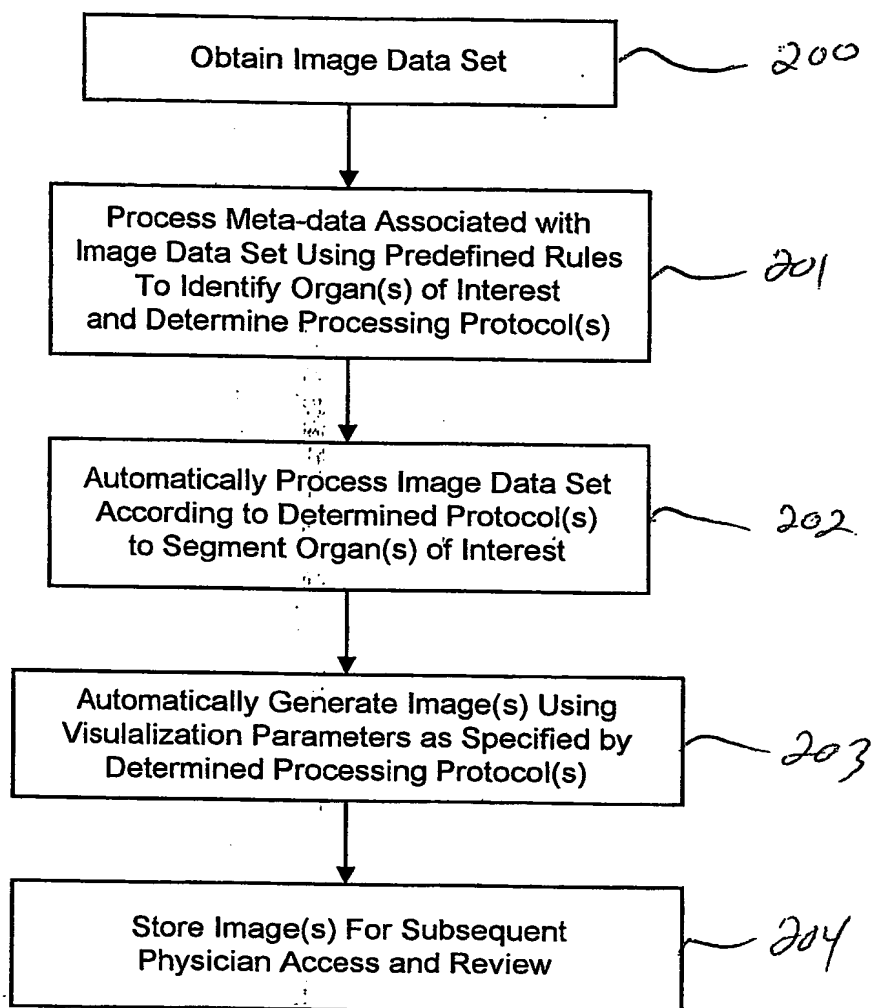 Obtain Image Data Set
200
Process Meta-data Associated with
Image Data Set Using Predefined Rules
To Identify Organ(s) of Interest
and Determine Processing Protocol(s)
201
Automatically Process Image Data Set
According to Determined Protocol(s)
to Segment Organ(s) of Interest
202
Automatically Generate Image(s) Using
Visulalization Parameters as Specified by
Determined Processing Protocol(s)
203
Store Image(s) For Subsequent
Physician Access and Review
204